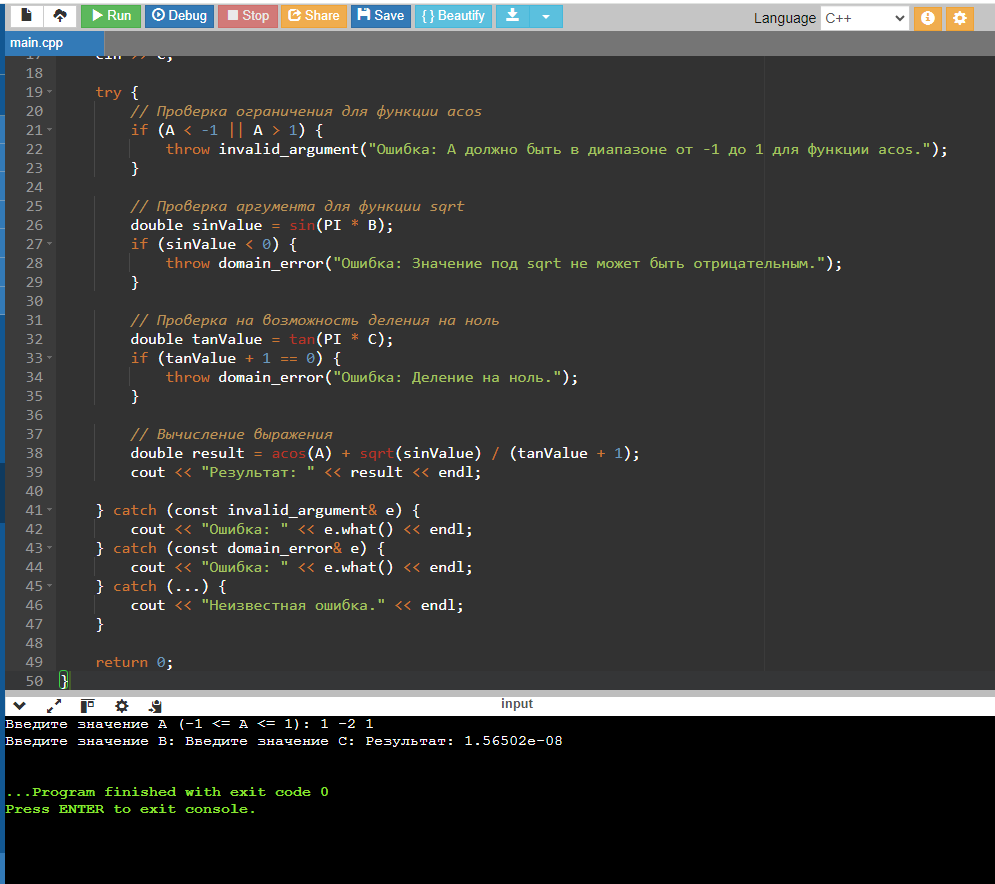 Run Debug Stop Share Save { } Beautify Language C++
main.cpp
18
19 try {
20 // Проверка ограничения для функции acos
21 if (A < -1 || A > 1) {
22 throw invalid_argument("Ошибка: A должно быть в диапазоне от -1 до 1 для функции acos.");
23 }
24
25 // Проверка аргумента для функции sqrt
26 double sinValue = sin(PI * B);
27 if (sinValue < 0) {
28 throw domain_error("Ошибка: Значение под sqrt не может быть отрицательным.");
29 }
30
31 // Проверка на возможность деления на ноль
32 double tanValue = tan(PI * C);
33 if (tanValue + 1 == 0) {
34 throw domain_error("Ошибка: Деление на ноль.");
35 }
36
37 // Вычисление выражения
38 double result = acos(A) + sqrt(sinValue) / (tanValue + 1);
39 cout << "Результат: " << result << endl;
40
41 } catch (const invalid_argument& e) {
42 cout << "Ошибка: " << e.what() << endl;
43 } catch (const domain_error& e) {
44 cout << "Ошибка: " << e.what() << endl;
45 } catch (...) {
46 cout << "Неизвестная ошибка." << endl;
47 }
48
49 return 0;
50 }
input
Введите значение A (-1 <= A <= 1): 1 -2 1
Введите значение B: Введите значение C: Результат: 1.56502e-08
...Program finished with exit code 0
Press ENTER to exit console.